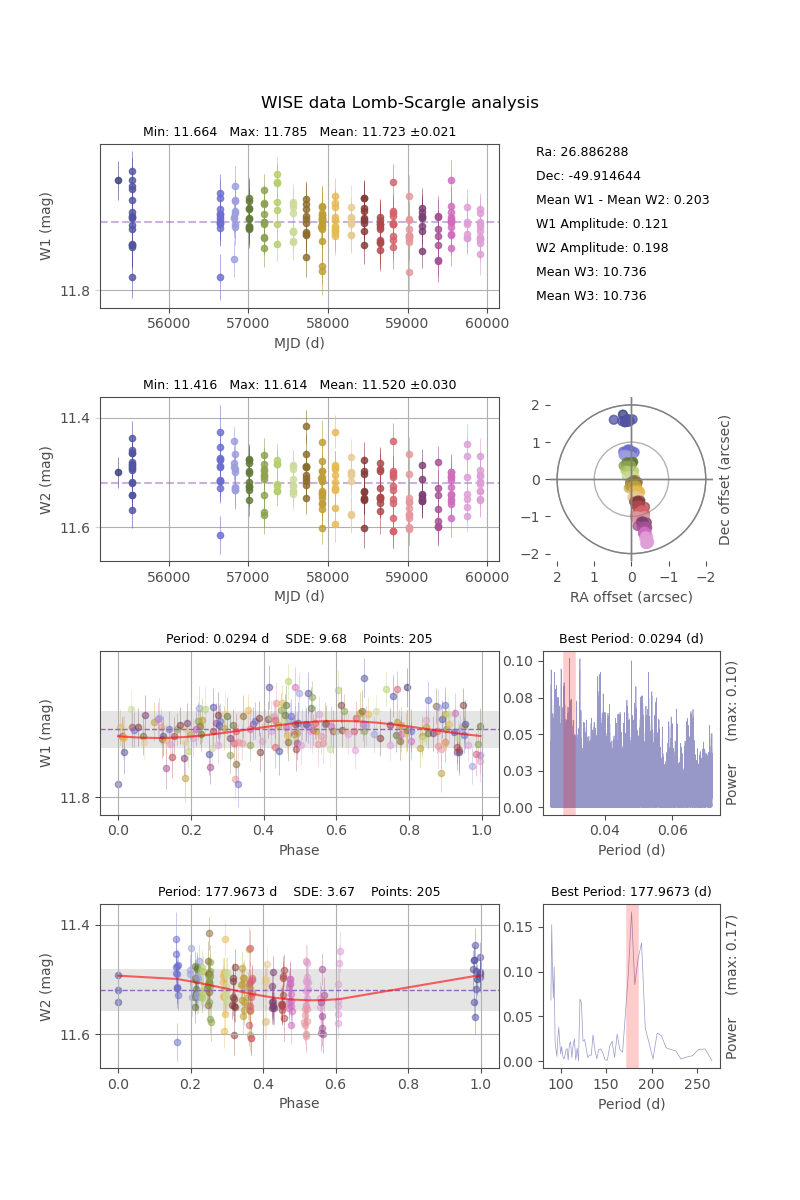 WISE data Lomb-Scargle analysis
Min: 11.664   Max: 11.785   Mean: 11.723 ±0.021
W1 (mag)
11.8
56000 57000 58000 59000 60000
MJD (d)
Ra: 26.886288
Dec: -49.914644
Mean W1 - Mean W2: 0.203
W1 Amplitude: 0.121
W2 Amplitude: 0.198
Mean W3: 10.736
Mean W3: 10.736
Min: 11.416   Max: 11.614   Mean: 11.520 ±0.030
W2 (mag)
11.4
11.6
56000 57000 58000 59000 60000
MJD (d)
2
1
0
−1
−2
2 1 0 −1 −2
RA offset (arcsec)
Dec offset (arcsec)
Period: 0.0294 d    SDE: 9.68    Points: 205
W1 (mag)
11.8
0.0 0.2 0.4 0.6 0.8 1.0
Phase
Best Period: 0.0294 (d)
0.10
0.08
0.05
0.03
0.00
0.04 0.06
Period (d)
Power     (max: 0.10)
Period: 177.9673 d    SDE: 3.67    Points: 205
W2 (mag)
11.4
11.6
0.0 0.2 0.4 0.6 0.8 1.0
Phase
Best Period: 177.9673 (d)
0.15
0.10
0.05
0.00
100 150 200 250
Period (d)
Power     (max: 0.17)